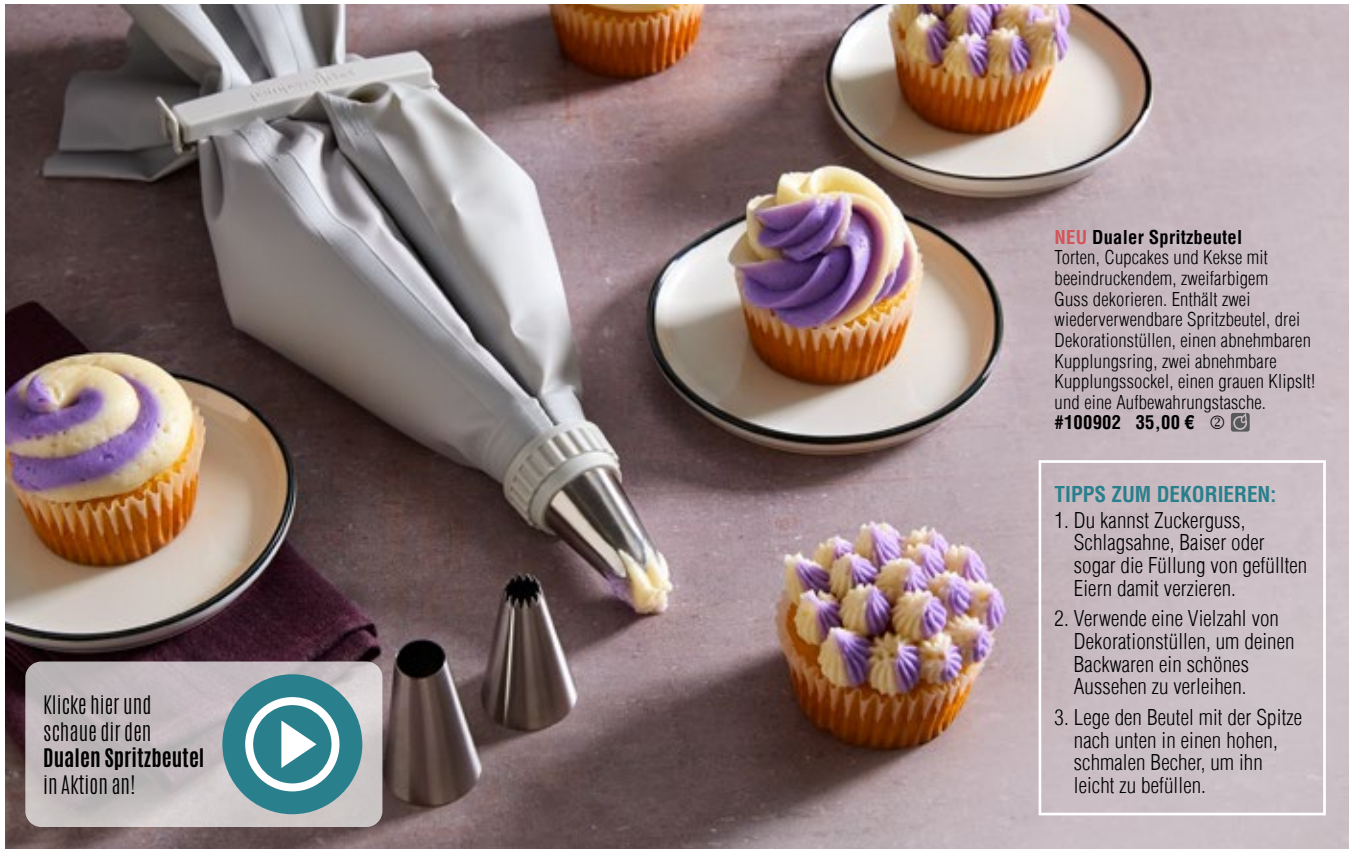 pampered chef
NEU Dualer Spritzbeutel
Torten, Cupcakes und Kekse mit
beeindruckendem, zweifarbigem
Guss dekorieren. Enthält zwei
wiederverwendbare Spritzbeutel, drei
Dekorationstüllen, einen abnehmbaren
Kupplungsring, zwei abnehmbare
Kupplungssockel, einen grauen KlipsIt!
und eine Aufbewahrungstasche.
#100902 35,00 € ②
TIPPS ZUM DEKORIEREN:
1. Du kannst Zuckerguss,
Schlagsahne, Baiser oder
sogar die Füllung von gefüllten
Eiern damit verzieren.
2. Verwende eine Vielzahl von
Dekorationstüllen, um deinen
Backwaren ein schönes
Aussehen zu verleihen.
3. Lege den Beutel mit der Spitze
nach unten in einen hohen,
schmalen Becher, um ihn
leicht zu befüllen.
Klicke hier und
schaue dir den
Dualen Spritzbeutel
in Aktion an!